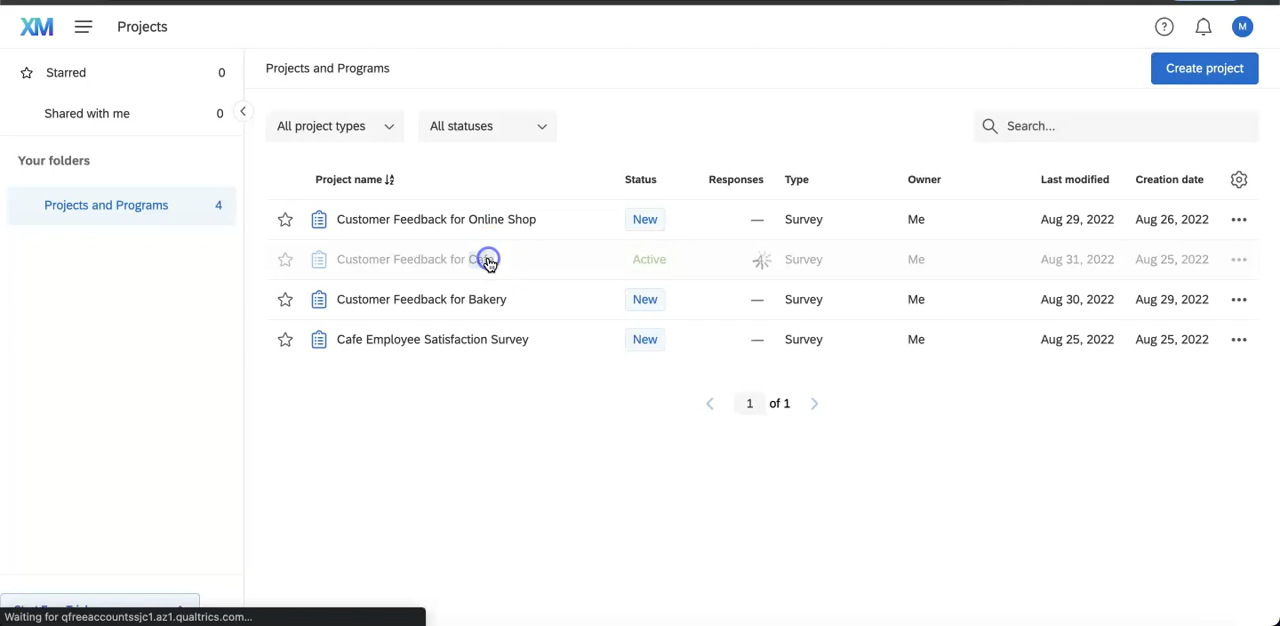 XM Projects
Starred 0
Shared with me 0
Your folders
Projects and Programs 4
Projects and Programs
Create project
All project types All statuses Search...
Project name Status Responses Type Owner Last modified Creation date
Customer Feedback for Online Shop New — Survey Me Aug 29, 2022 Aug 26, 2022
Customer Feedback for Active Survey Me Aug 31, 2022 Aug 25, 2022
Customer Feedback for Bakery New — Survey Me Aug 30, 2022 Aug 29, 2022
Cafe Employee Satisfaction Survey New — Survey Me Aug 25, 2022 Aug 25, 2022
1 of 1
Waiting for qfreeaccountssjc1.az1.qualtrics.com...
M